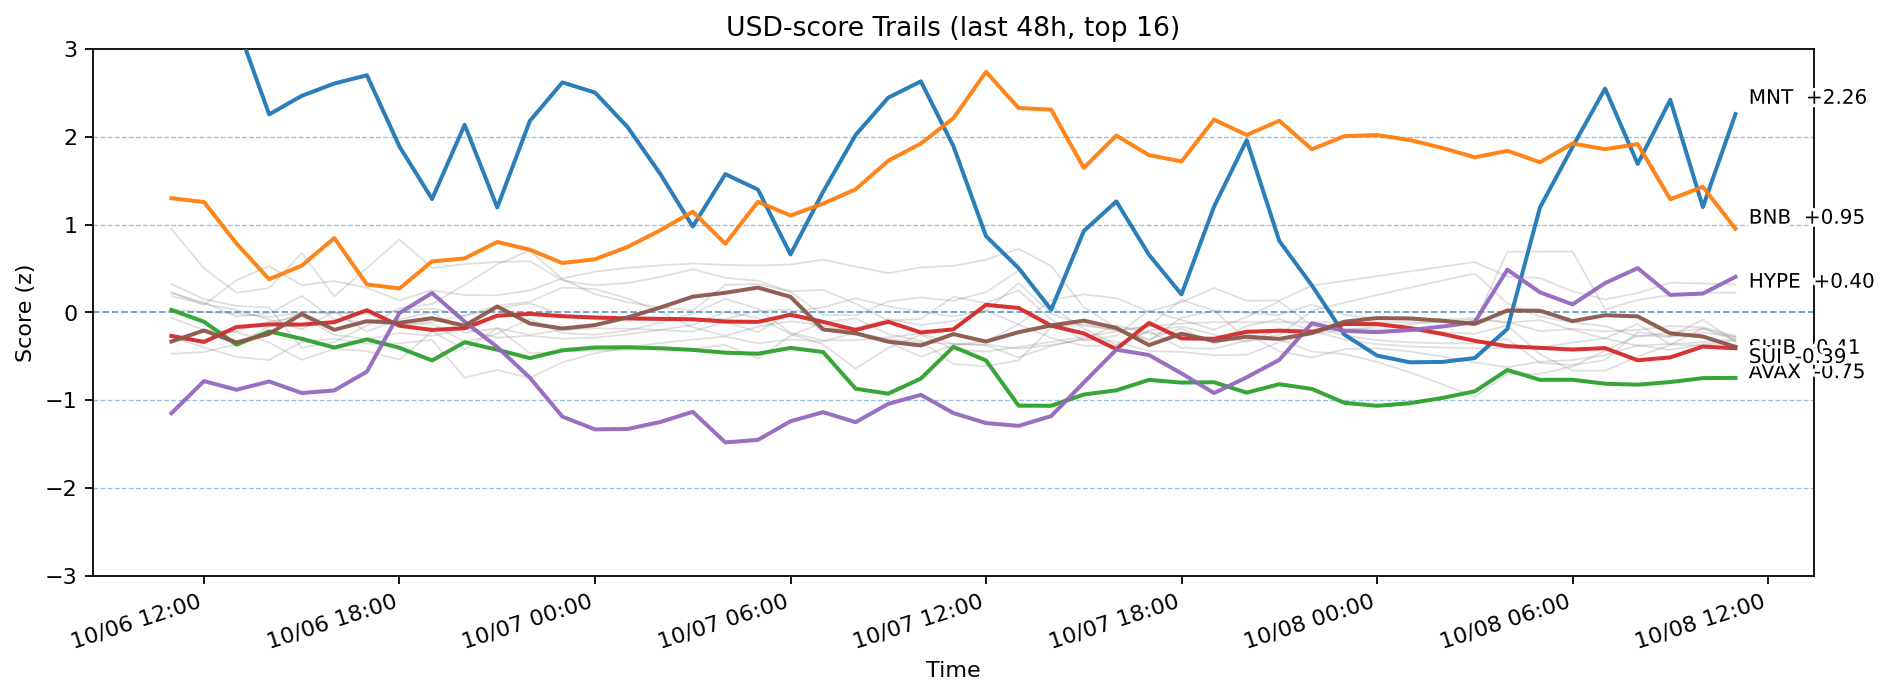 USD-score Trails (last 48h, top 16)
3
2
1
0
−1
−2
−3
Score (z)
MNT +2.26
BNB +0.95
HYPE +0.40
SHIB -0.41
SUI -0.39
AVAX -0.75
10/06 12:00
10/06 18:00
10/07 00:00
10/07 06:00
10/07 12:00
10/07 18:00
10/08 00:00
10/08 06:00
10/08 12:00
Time